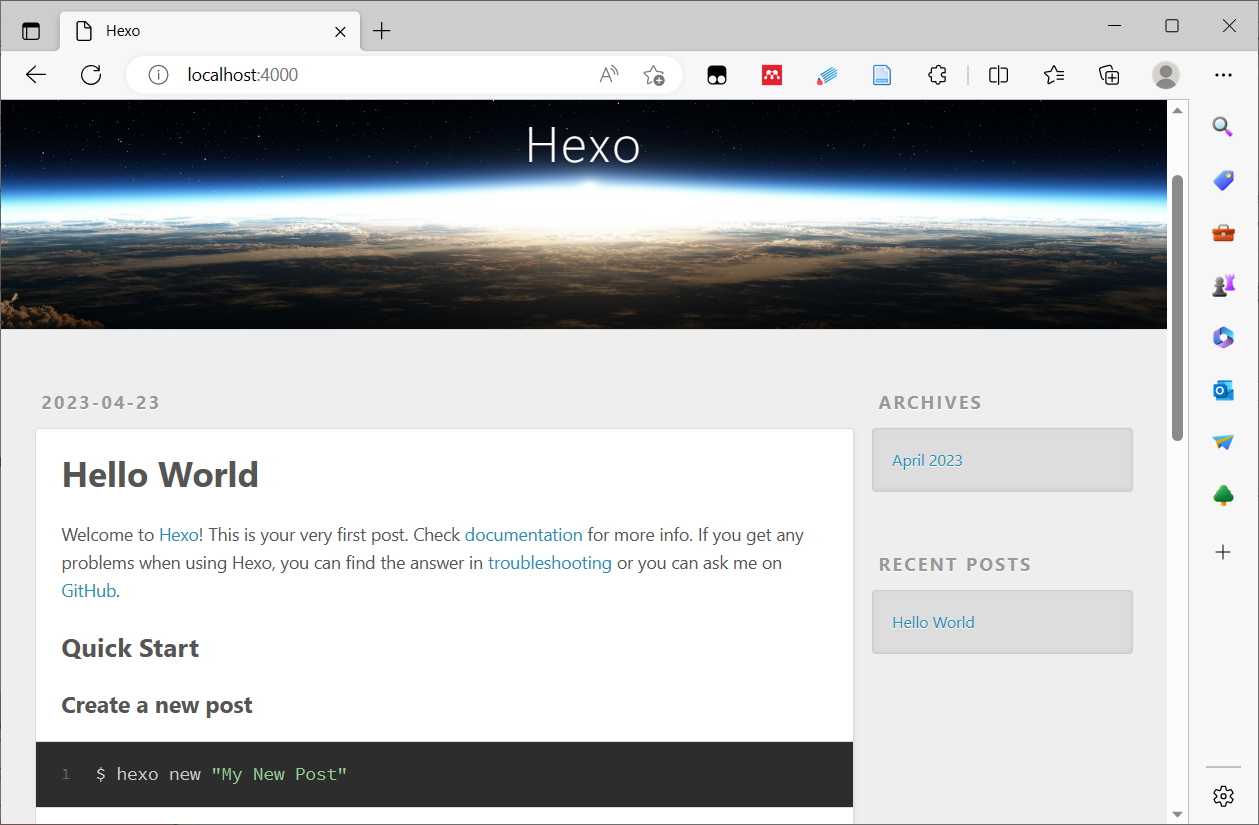 Hexo
localhost:4000
Hexo
2023-04-23
Hello World
Welcome to Hexo! This is your very first post. Check documentation for more info. If you get any
problems when using Hexo, you can find the answer in troubleshooting or you can ask me on
GitHub.
Quick Start
Create a new post
1 $ hexo new "My New Post"
ARCHIVES
April 2023
RECENT POSTS
Hello World